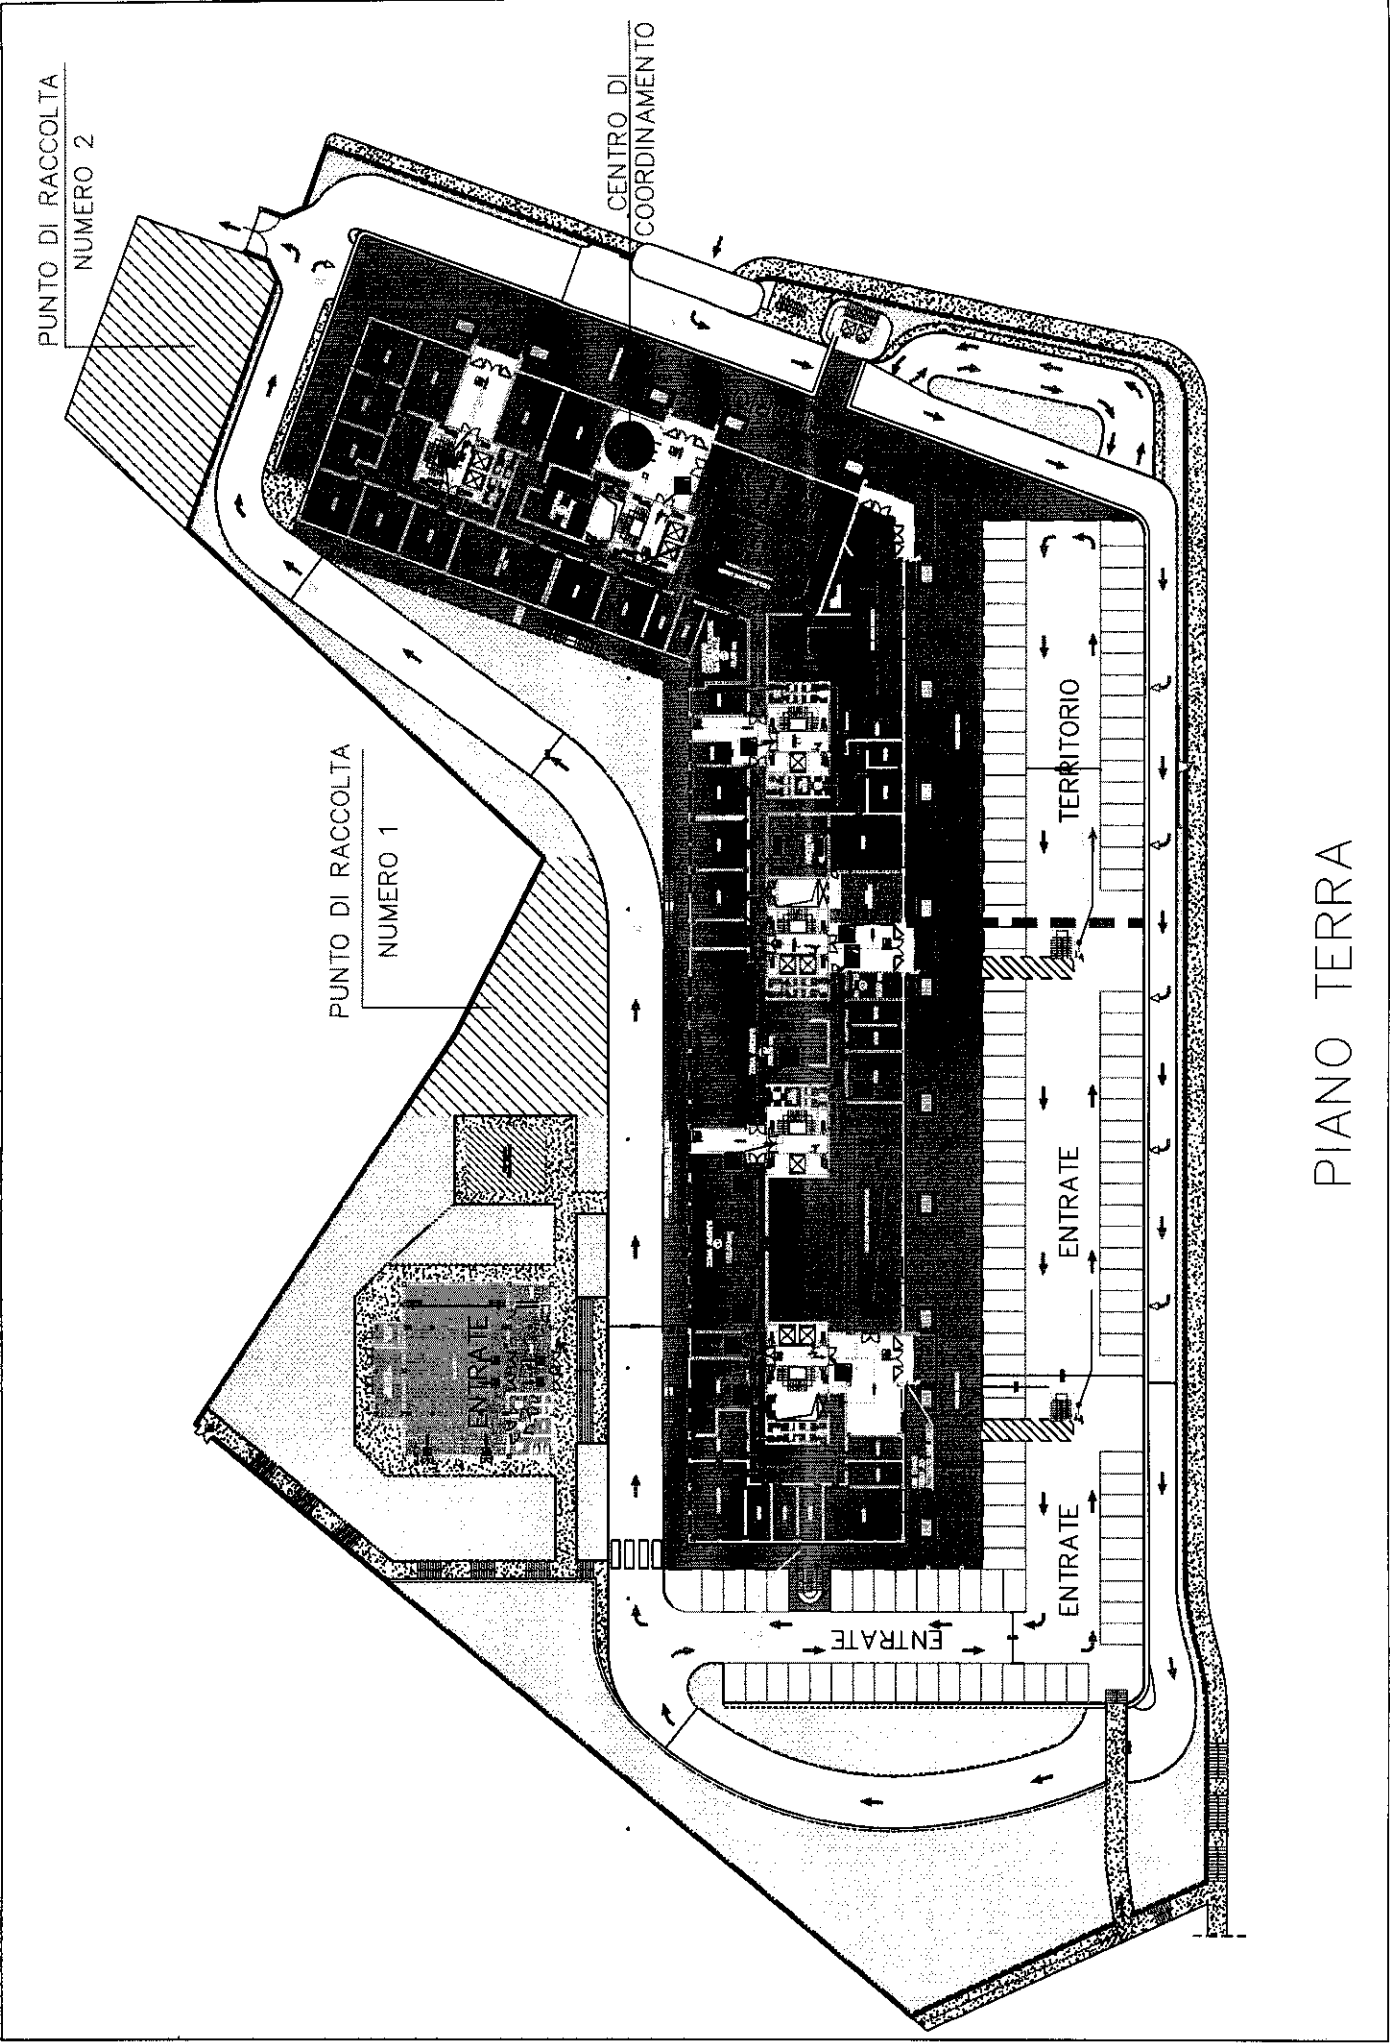 PUNTO DI RACCOLTA
NUMERO 2
CENTRO DI
COORDINAMENTO
PUNTO DI RACCOLTA
NUMERO 1
TERRITORIO
ENTRATE
ENTRATE
ENTRATE
ENTRATE
PIANO TERRA